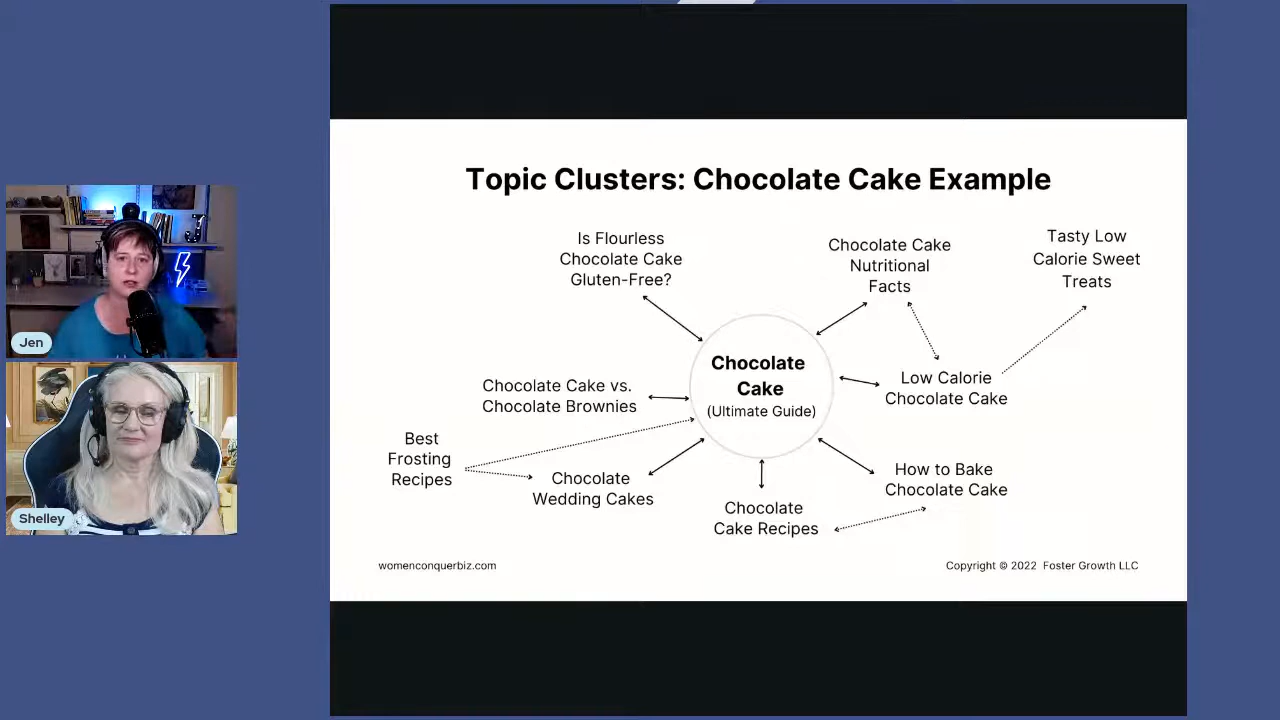 Topic Clusters: Chocolate Cake Example
Is Flourless
Chocolate Cake
Gluten-Free?
Chocolate Cake
Nutritional
Facts
Tasty Low
Calorie Sweet
Treats
Chocolate
Cake
(Ultimate Guide)
Chocolate Cake vs.
Chocolate Brownies
Low Calorie
Chocolate Cake
Best
Frosting
Recipes
Chocolate
Wedding Cakes
Chocolate
Cake Recipes
How to Bake
Chocolate Cake
womenconquerbiz.com
Copyright © 2022 Foster Growth LLC
Jen
Shelley